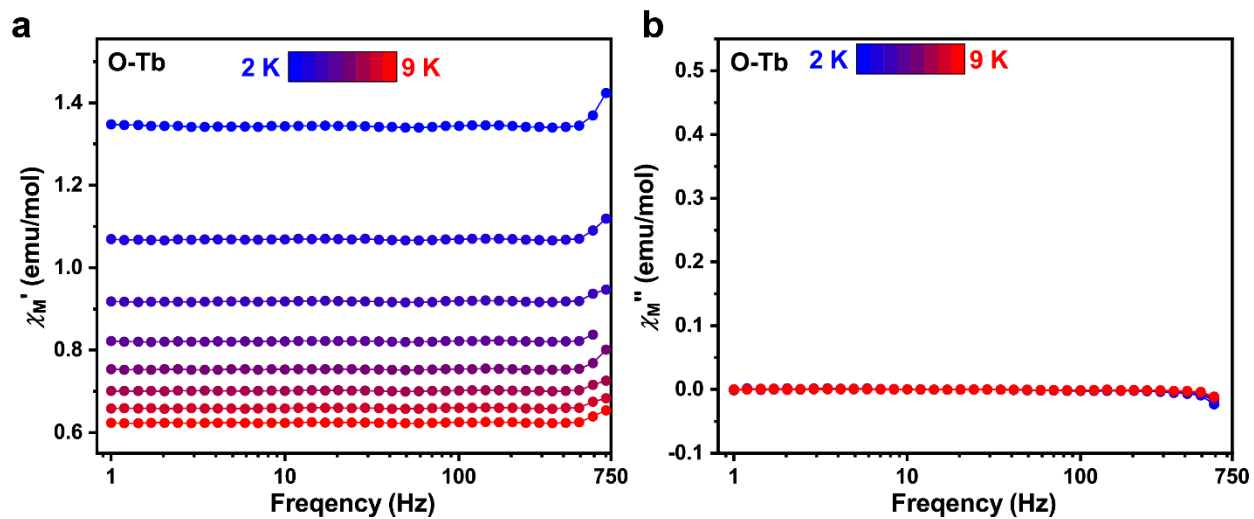 a
O-Tb
2 K
9 K
1.4
1.2
1.0
0.8
0.6
χM' (emu/mol)
1
10
100
750
Freqency (Hz)
b
O-Tb
2 K
9 K
0.5
0.4
0.3
0.2
0.1
0.0
-0.1
χM'' (emu/mol)
1
10
100
750
Freqency (Hz)